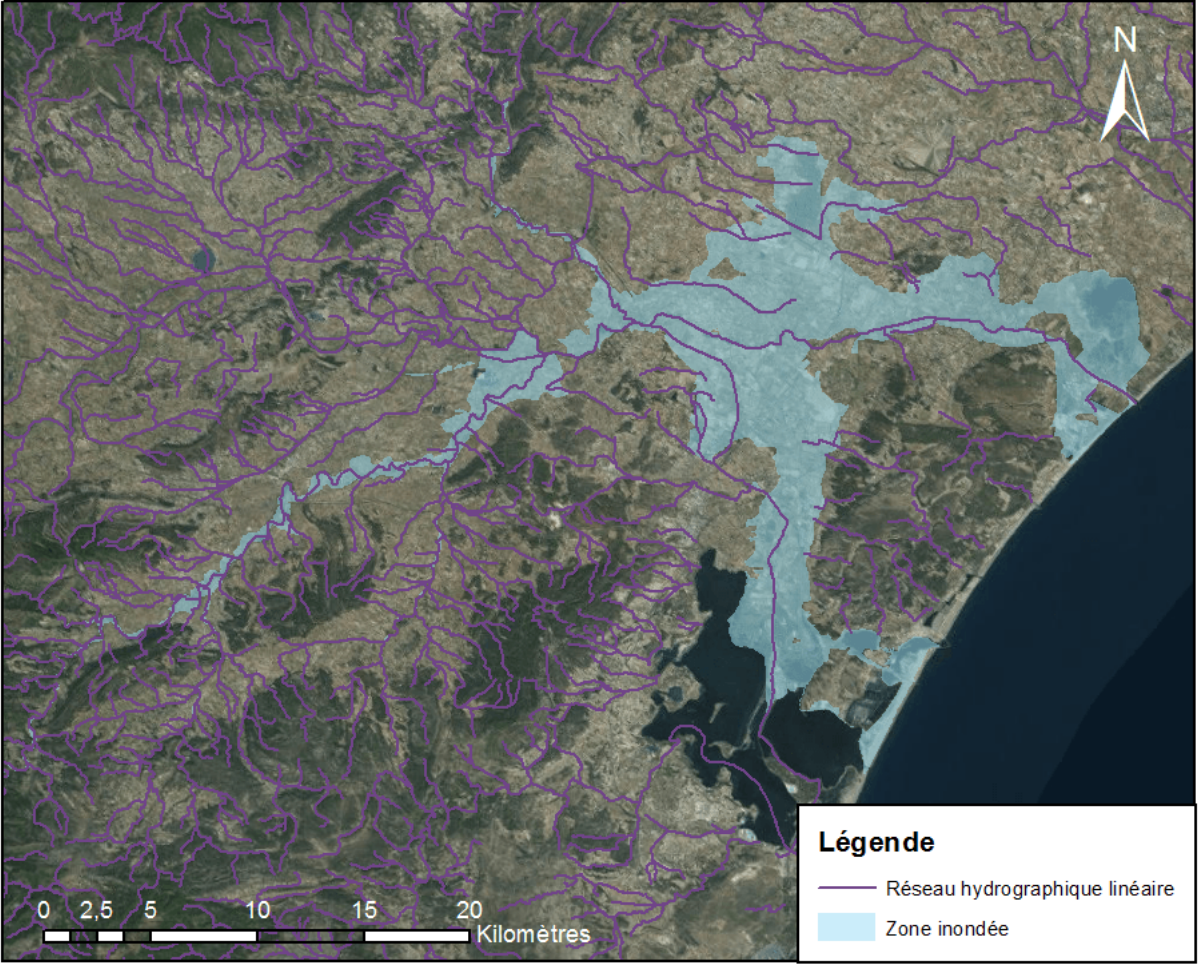 N
Légende
Réseau hydrographique linéaire
Zone inondée
0 2,5 5 10 15 20
Kilomètres